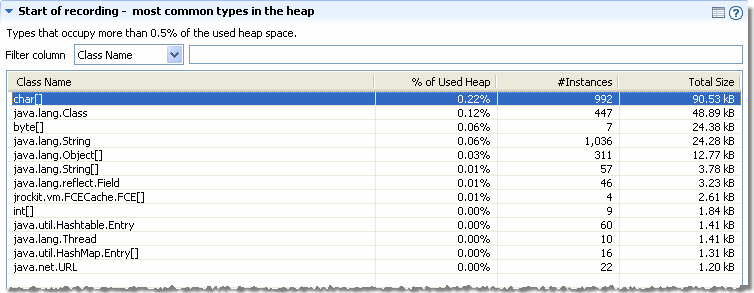 Start of recording - most common types in the heap
Types that occupy more than 0.5% of the used heap space.
Filter column Class Name
Class Name % of Used Heap #Instances Total Size
char[] 0.22% 992 90.53 kB
java.lang.Class 0.12% 447 48.89 kB
byte[] 0.06% 7 24.38 kB
java.lang.String 0.06% 1,036 24.28 kB
java.lang.Object[] 0.03% 311 12.77 kB
java.lang.String[] 0.01% 57 3.78 kB
java.lang.reflect.Field 0.01% 46 3.23 kB
jrockit.vm.FCECache.FCE[] 0.01% 4 2.61 kB
int[] 0.00% 9 1.84 kB
java.util.Hashtable.Entry 0.00% 60 1.41 kB
java.lang.Thread 0.00% 10 1.41 kB
java.util.HashMap.Entry[] 0.00% 16 1.31 kB
java.net.URL 0.00% 22 1.20 kB